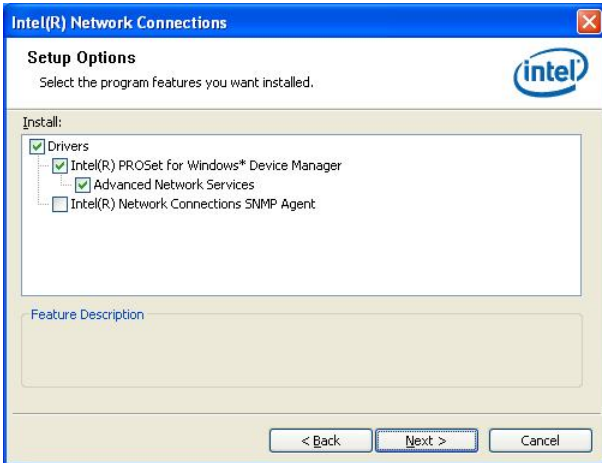 Intel(R) Network Connections
Setup Options
Select the program features you want installed.
intel
Install:
Drivers
Intel(R) PROSet for Windows* Device Manager
Advanced Network Services
Intel(R) Network Connections SNMP Agent
Feature Description
< Back
Next >
Cancel